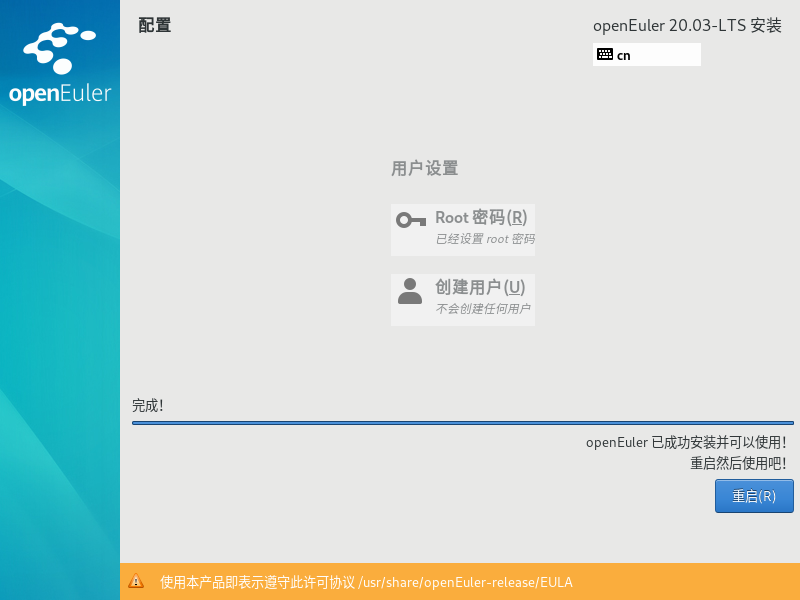 openEuler
配置
openEuler 20.03-LTS 安装
cn
用户设置
Root 密码(R)
已经设置 root 密码
创建用户(U)
不会创建任何用户
完成!
openEuler 已成功安装并可以使用!
重启然后使用吧!
重启(R)
使用本产品即表示遵守此许可协议 /usr/share/openEuler-release/EULA